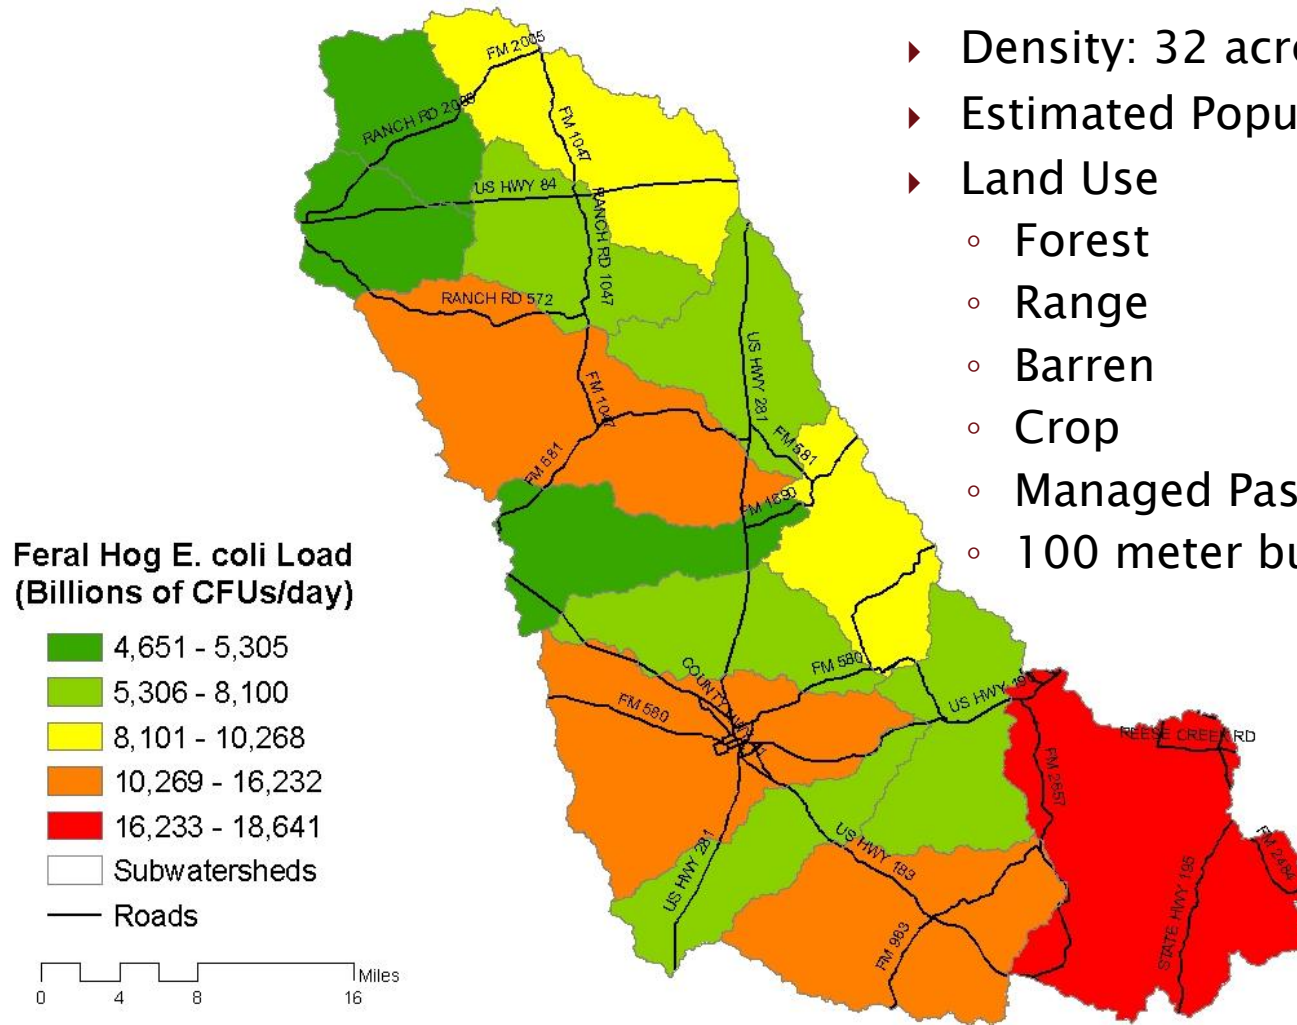 Density: 32 acr
Estimated Popu
Land Use
Forest
Range
Barren
Crop
Managed Pas
100 meter bu
FM 2005
RANCH RD 2005
FM 1047
US HWY 84
RANCH RD 1047
RANCH RD 572
US HWY 281
FM 1047
FM 581
FM 581
FM 1690
FM 580
FM 580
US HWY 190
REESE CREEK RD
FM 2657
FM 2484
US HWY 183
US HWY 281
STATE HWY 195
FM 963
Feral Hog E. coli Load
(Billions of CFUs/day)
4,651 - 5,305
5,306 - 8,100
8,101 - 10,268
10,269 - 16,232
16,233 - 18,641
Subwatersheds
Roads
Miles
0 4 8 16